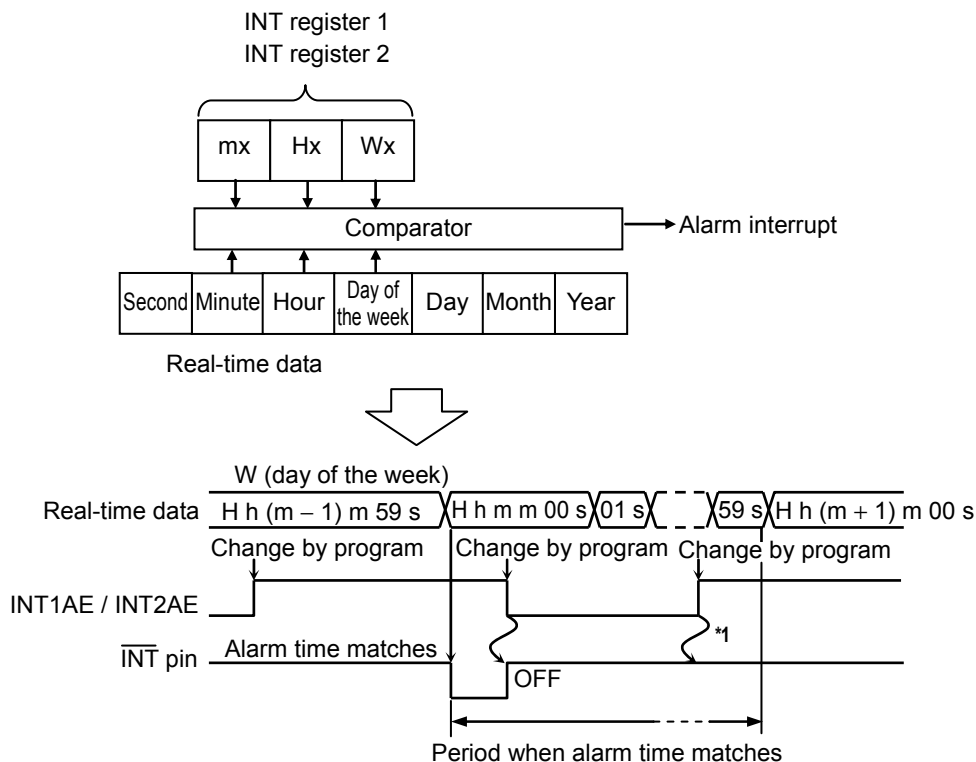 INT register 1
INT register 2
mx Hx Wx
Comparator
Alarm interrupt
Second Minute Hour Day of the week Day Month Year
Real-time data
W (day of the week)
Real-time data
H h (m − 1) m 59 s H h m m 00 s 01 s 59 s H h (m + 1) m 00 s
Change by program Change by program Change by program
INT1AE / INT2AE
*1
INT pin
Alarm time matches
OFF
Period when alarm time matches